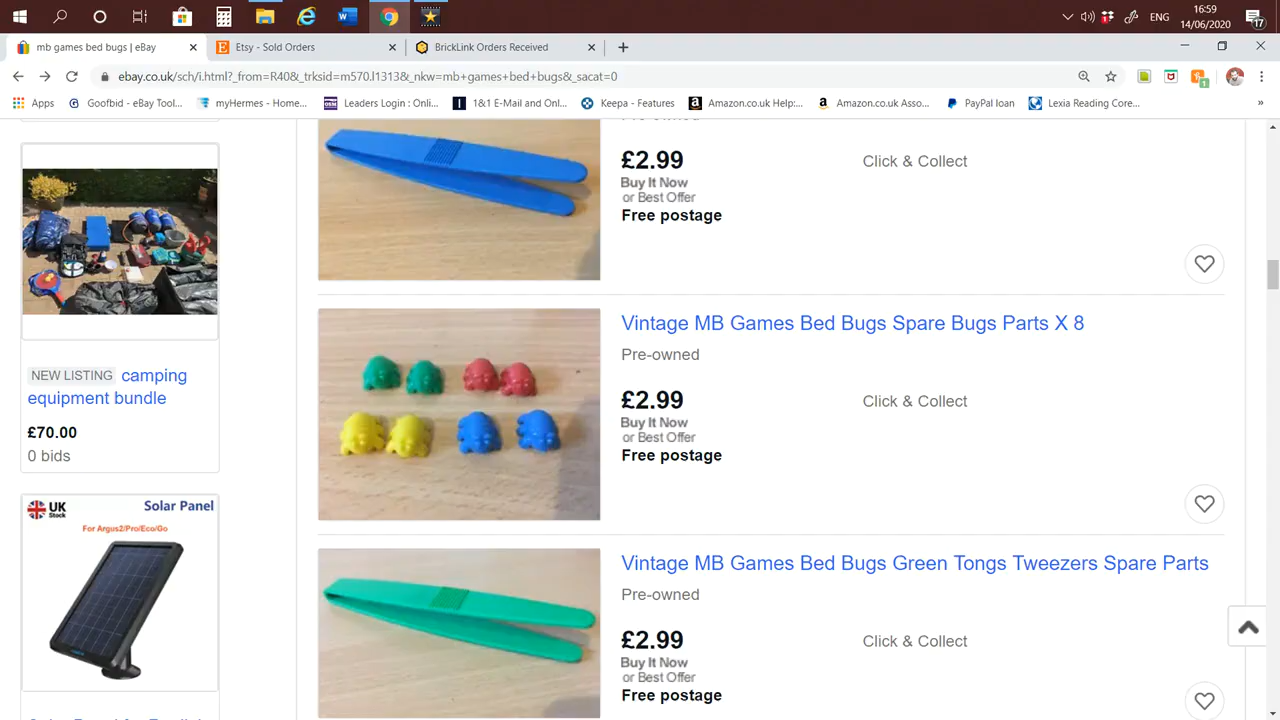 16:59
ENG
14/06/2020
17
mb games bed bugs | eBay
Etsy - Sold Orders
BrickLink Orders Received
ebay.co.uk/sch/i.html?_from=R40&_trksid=m570.l1313&_nkw=mb+games+bed+bugs&_sacat=0
Apps
Goofbid - eBay Tool...
myHermes - Home...
Leaders Login : Onli...
1&1 E-Mail and Onl...
Keepa - Features
Amazon.co.uk Help:...
Amazon.co.uk Asso...
PayPal loan
Lexia Reading Core...
»
£2.99
Click & Collect
Buy It Now
or Best Offer
Free postage
Vintage MB Games Bed Bugs Spare Bugs Parts X 8
Pre-owned
£2.99
Click & Collect
Buy It Now
or Best Offer
Free postage
Vintage MB Games Bed Bugs Green Tongs Tweezers Spare Parts
Pre-owned
£2.99
Click & Collect
Buy It Now
or Best Offer
Free postage
NEW LISTING camping
equipment bundle
£70.00
0 bids
UK
Stock
Solar Panel
For Argus2/Pro/Eco/Go